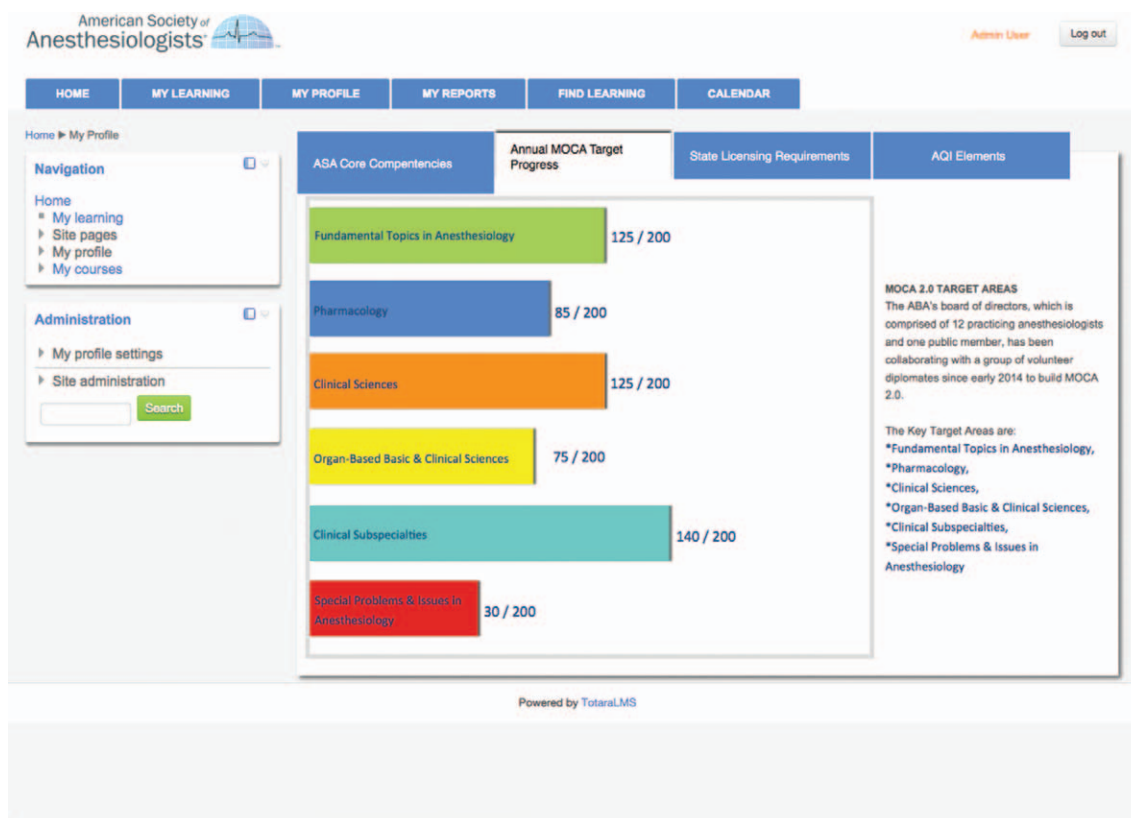 American Society of
Anesthesiologists
Admin User
Log out
HOME
MY LEARNING
MY PROFILE
MY REPORTS
FIND LEARNING
CALENDAR
Home ▶ My Profile
Navigation
Home
My learning
Site pages
My profile
My courses
Administration
My profile settings
Site administration
Search
ASA Core Compentencies
Annual MOCA Target
Progress
State Licensing Requirements
AQI Elements
Fundamental Topics in Anesthesiology
125 / 200
Pharmacology
85 / 200
Clinical Sciences
125 / 200
Organ-Based Basic & Clinical Sciences
75 / 200
Clinical Subspecialties
140 / 200
Special Problems & Issues in
Anesthesiology
30 / 200
MOCA 2.0 TARGET AREAS
The ABA's board of directors, which is
comprised of 12 practicing anesthesiologists
and one public member, has been
collaborating with a group of volunteer
diplomates since early 2014 to build MOCA
2.0.
The Key Target Areas are:
*Fundamental Topics in Anesthesiology,
*Pharmacology,
*Clinical Sciences,
*Organ-Based Basic & Clinical Sciences,
*Clinical Subspecialties,
*Special Problems & Issues in
Anesthesiology
Powered by TotaraLMS